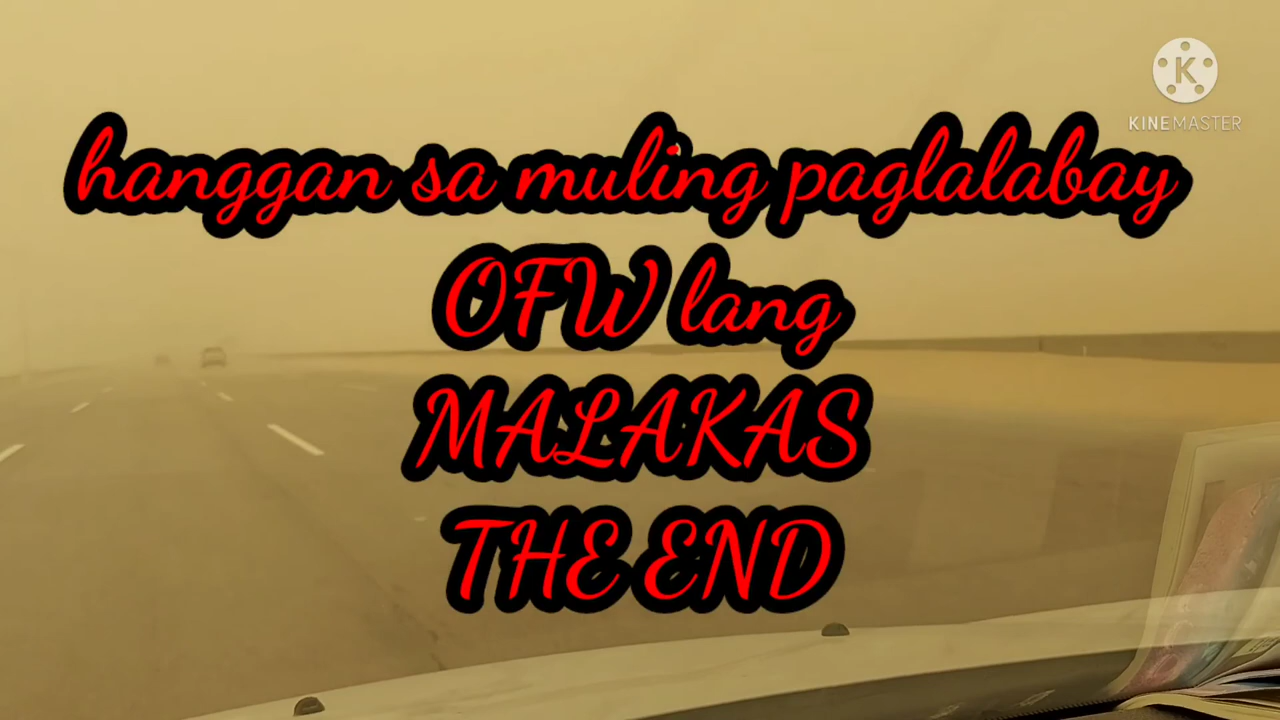 hanggan sa muling paglalabay
OFW lang
MALAKAS
THE END
KINEMASTER